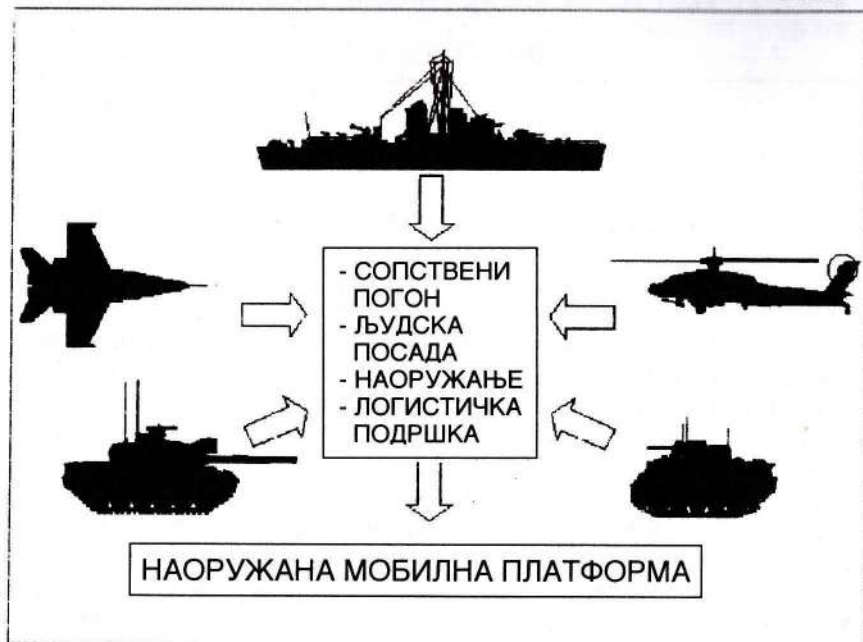 - СОПСТВЕНИ
ПОГОН
- ЉУДСКА
ПОСАДА
- НАОРУЖАЊЕ
- ЛОГИСТИЧКА
ПОДРШКА
НАОРУЖАНА МОБИЛНА ПЛАТФОРМА